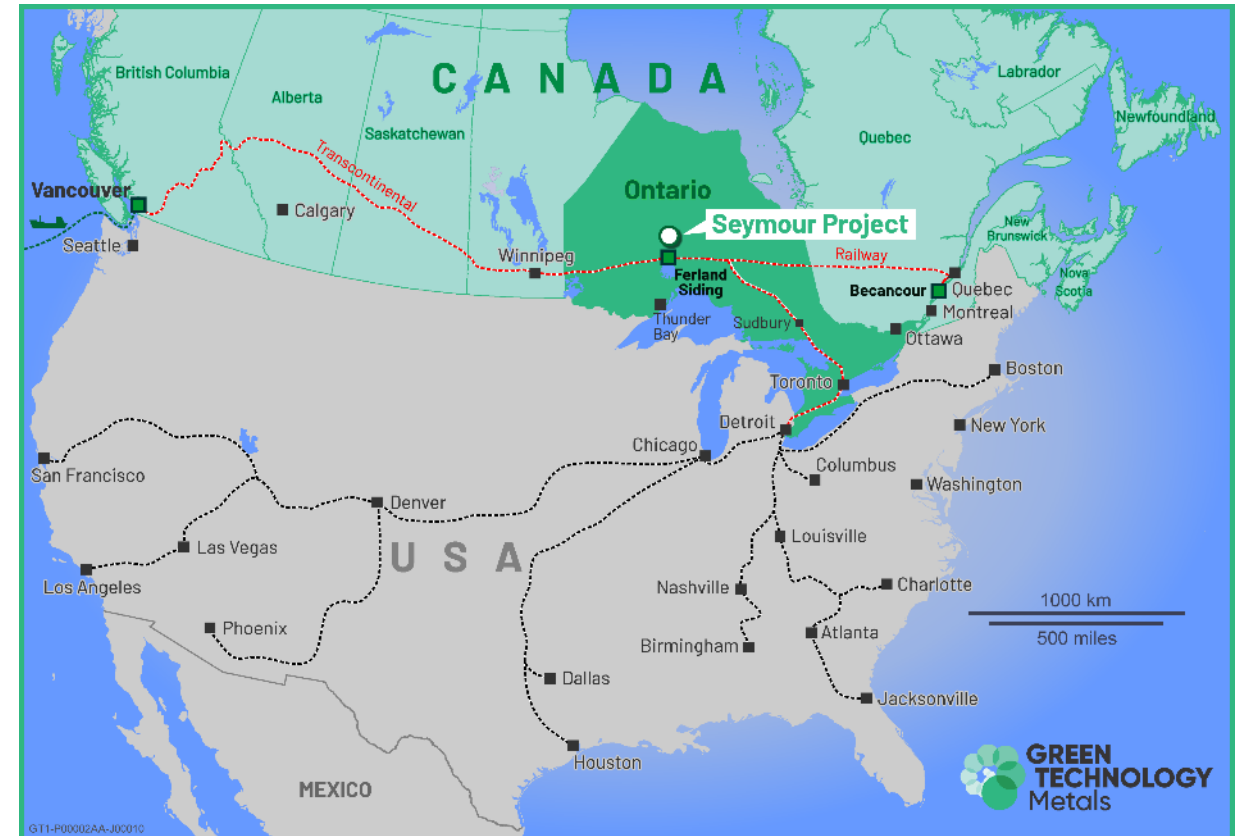 CANADA
British Columbia
Alberta
Saskatchewan
Labrador
Newfoundland
Quebec
Transcontinental
Ontario
Vancouver
Calgary
Seymour Project
New
Brunswick
Seattle
Winnipeg
Railway
Ferland
Siding
Becancour
Quebec
Nova
Scotia
Thunder
Bay
Sudbury
Montreal
Ottawa
Toronto
Boston
Detroit
New York
Chicago
San Francisco
Columbus
Washington
Denver
Las Vegas
USA
Louisville
Los Angeles
Nashville
Charlotte
1000 km
500 miles
Phoenix
Birmingham
Atlanta
Dallas
Jacksonville
Houston
MEXICO
GREEN
TECHNOLOGY
Metals
GT1-P00002AA-J00010